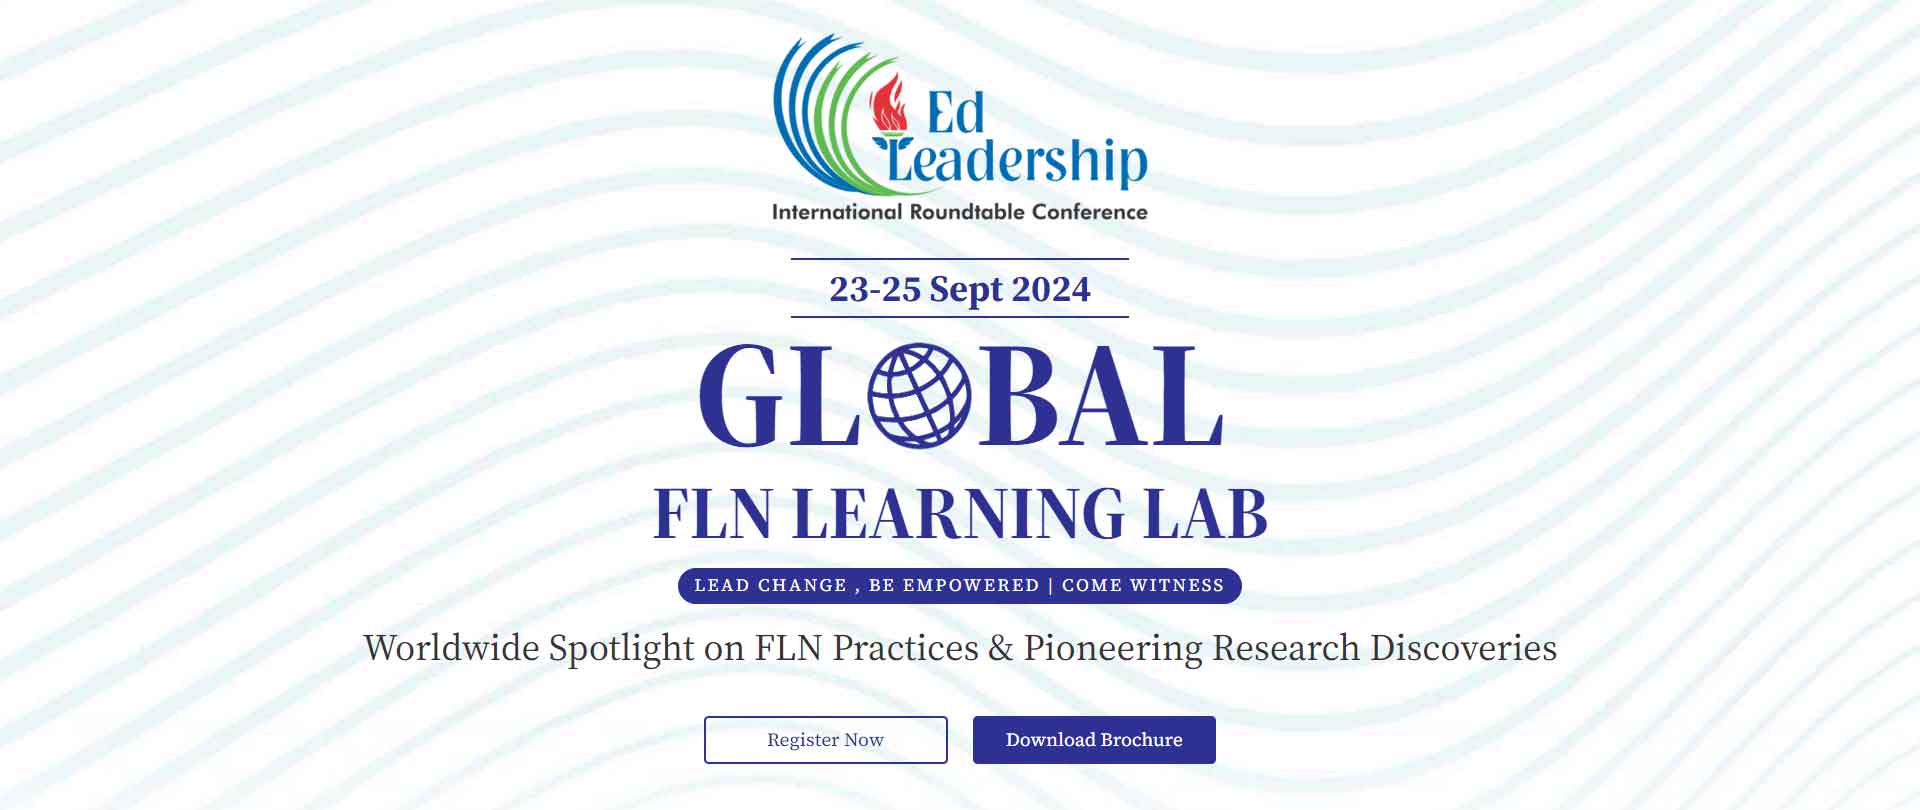 Ed
Leadership
International Roundtable Conference
23-25 Sept 2024
GLOBAL
FLN LEARNING LAB
LEAD CHANGE , BE EMPOWERED | COME WITNESS
Worldwide Spotlight on FLN Practices & Pioneering Research Discoveries
Register Now
Download Brochure